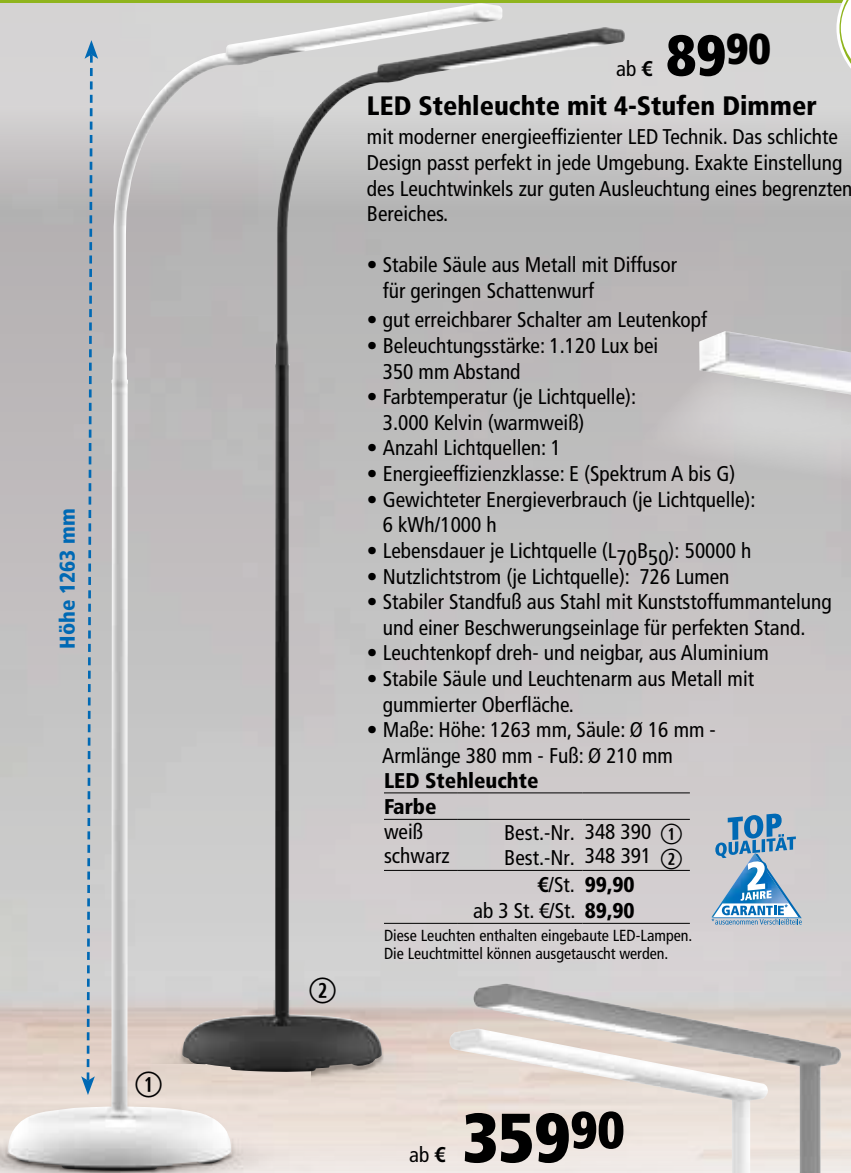 ab € 89⁹⁰
LED Stehleuchte mit 4-Stufen Dimmer
mit moderner energieeffizienter LED Technik. Das schlichte
Design passt perfekt in jede Umgebung. Exakte Einstellung
des Leuchtwinkels zur guten Ausleuchtung eines begrenzten
Bereiches.
• Stabile Säule aus Metall mit Diffusor
für geringen Schattenwurf
• gut erreichbarer Schalter am Leutenkopf
• Beleuchtungsstärke: 1.120 Lux bei
350 mm Abstand
• Farbtemperatur (je Lichtquelle):
3.000 Kelvin (warmweiß)
• Anzahl Lichtquellen: 1
• Energieeffizienzklasse: E (Spektrum A bis G)
• Gewichteter Energieverbrauch (je Lichtquelle):
6 kWh/1000 h
• Lebensdauer je Lichtquelle (L70B50): 50000 h
• Nutzlichtstrom (je Lichtquelle): 726 Lumen
• Stabiler Standfuß aus Stahl mit Kunststoffummantelung
und einer Beschwerungseinlage für perfekten Stand.
• Leuchtenkopf dreh- und neigbar, aus Aluminium
• Stabile Säule und Leuchtenarm aus Metall mit
gummierter Oberfläche.
• Maße: Höhe: 1263 mm, Säule: Ø 16 mm -
Armlänge 380 mm - Fuß: Ø 210 mm
LED Stehleuchte
Farbe
weiß Best.-Nr. 348 390 ①
schwarz Best.-Nr. 348 391 ②
€/St. 99,90
ab 3 St. €/St. 89,90
Diese Leuchten enthalten eingebaute LED-Lampen.
Die Leuchtmittel können ausgetauscht werden.
TOP
QUALITÄT
2
JAHRE
GARANTIE*
*ausgenommen Verschleißteile
Höhe 1263 mm
②
①
ab € 359⁹⁰